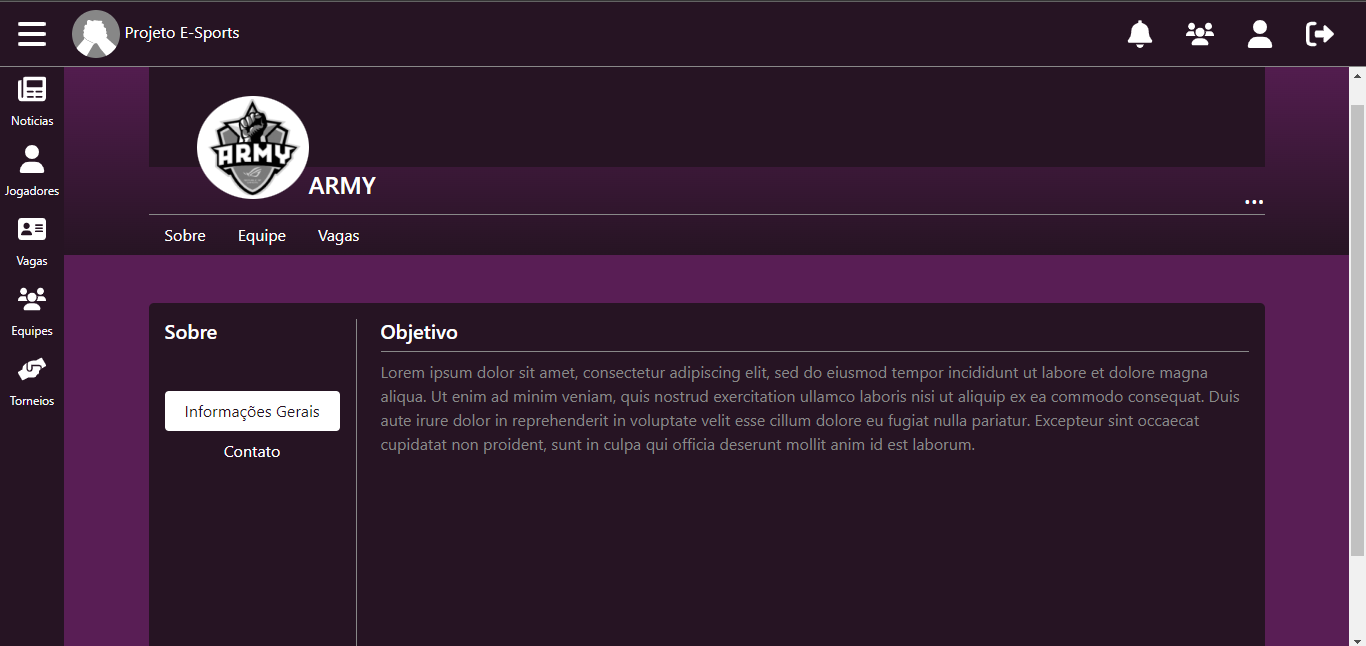 Projeto E-Sports
Noticias
Jogadores
Vagas
Equipes
Torneios
ARMY
ARMY
...
Sobre
Equipe
Vagas
Sobre
Informações Gerais
Contato
Objetivo
Lorem ipsum dolor sit amet, consectetur adipiscing elit, sed do eiusmod tempor incididunt ut labore et dolore magna
aliqua. Ut enim ad minim veniam, quis nostrud exercitation ullamco laboris nisi ut aliquip ex ea commodo consequat. Duis
aute irure dolor in reprehenderit in voluptate velit esse cillum dolore eu fugiat nulla pariatur. Excepteur sint occaecat
cupidatat non proident, sunt in culpa qui officia deserunt mollit anim id est laborum.